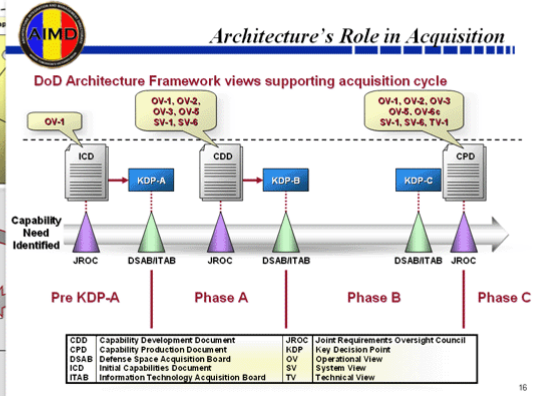 AIMD
Architecture's Role in Acquisition
DoD Architecture Framework views supporting acquisition cycle
OV-1
OV-1, OV-2,
OV-3, OV-5
SV-1, SV-6
OV-1, OV-2, OV-3
OV-5, OV-6c
SV-1, SV-6, TV-1
ICD
KDP-A
CDD
KDP-B
KDP-C
CPD
Capability
Need
Identified
JROC
DSAB/ITAB
JROC
DSAB/ITAB
DSAB/ITAB
JROC
Pre KDP-A
Phase A
Phase B
Phase C
CDD Capability Development Document JROC Joint Requirements Oversight Council
CPD Capability Production Document KDP Key Decision Point
DSAB Defense Space Acquisition Board OV Operational View
ICD Initial Capabilities Document SV System View
ITAB Information Technology Acquisition Board TV Technical View
16